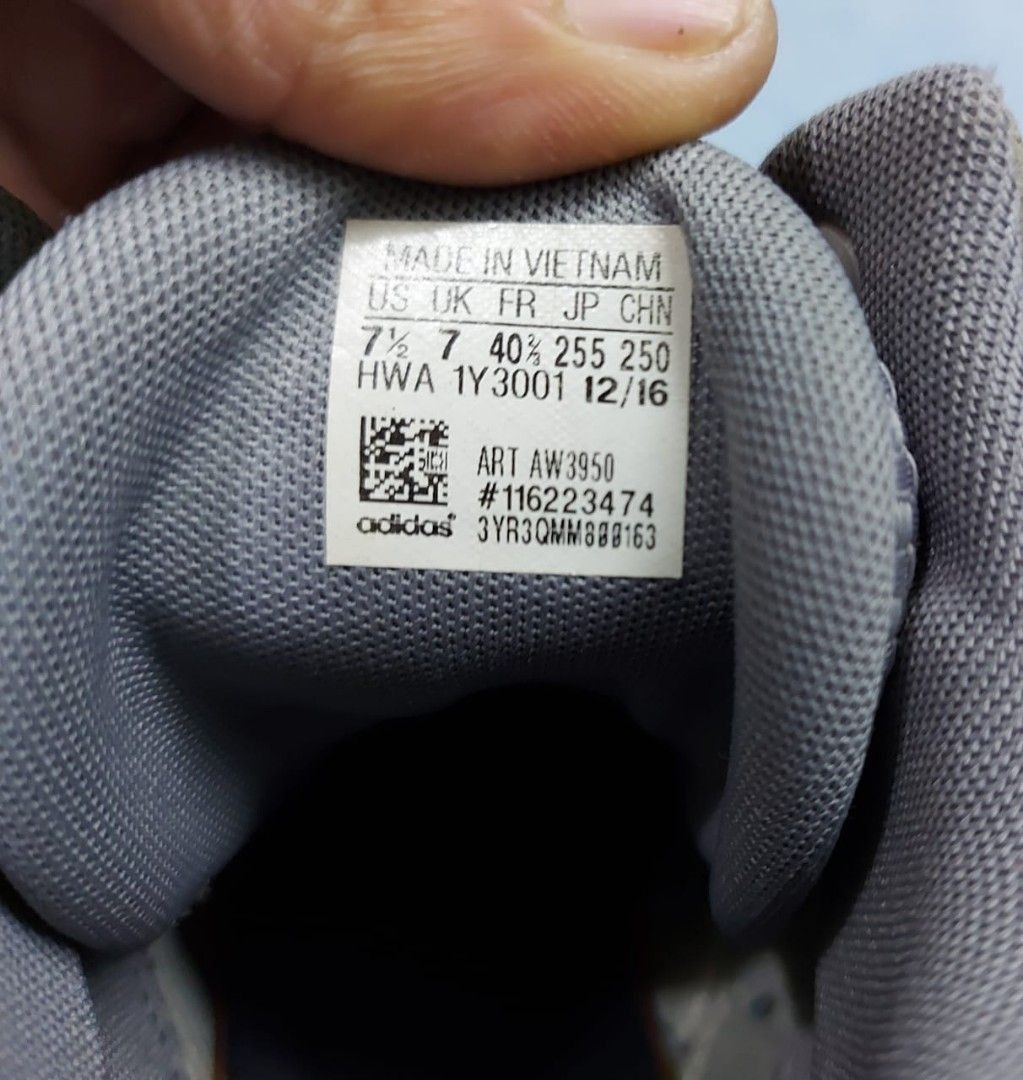 MADE IN VIETNAM
US UK FR JP CHN
7½ 7 40⅔ 255 250
HWA 1Y3001 12/16
ART AW3950
#116223474
adidas 3YR3QMM800163